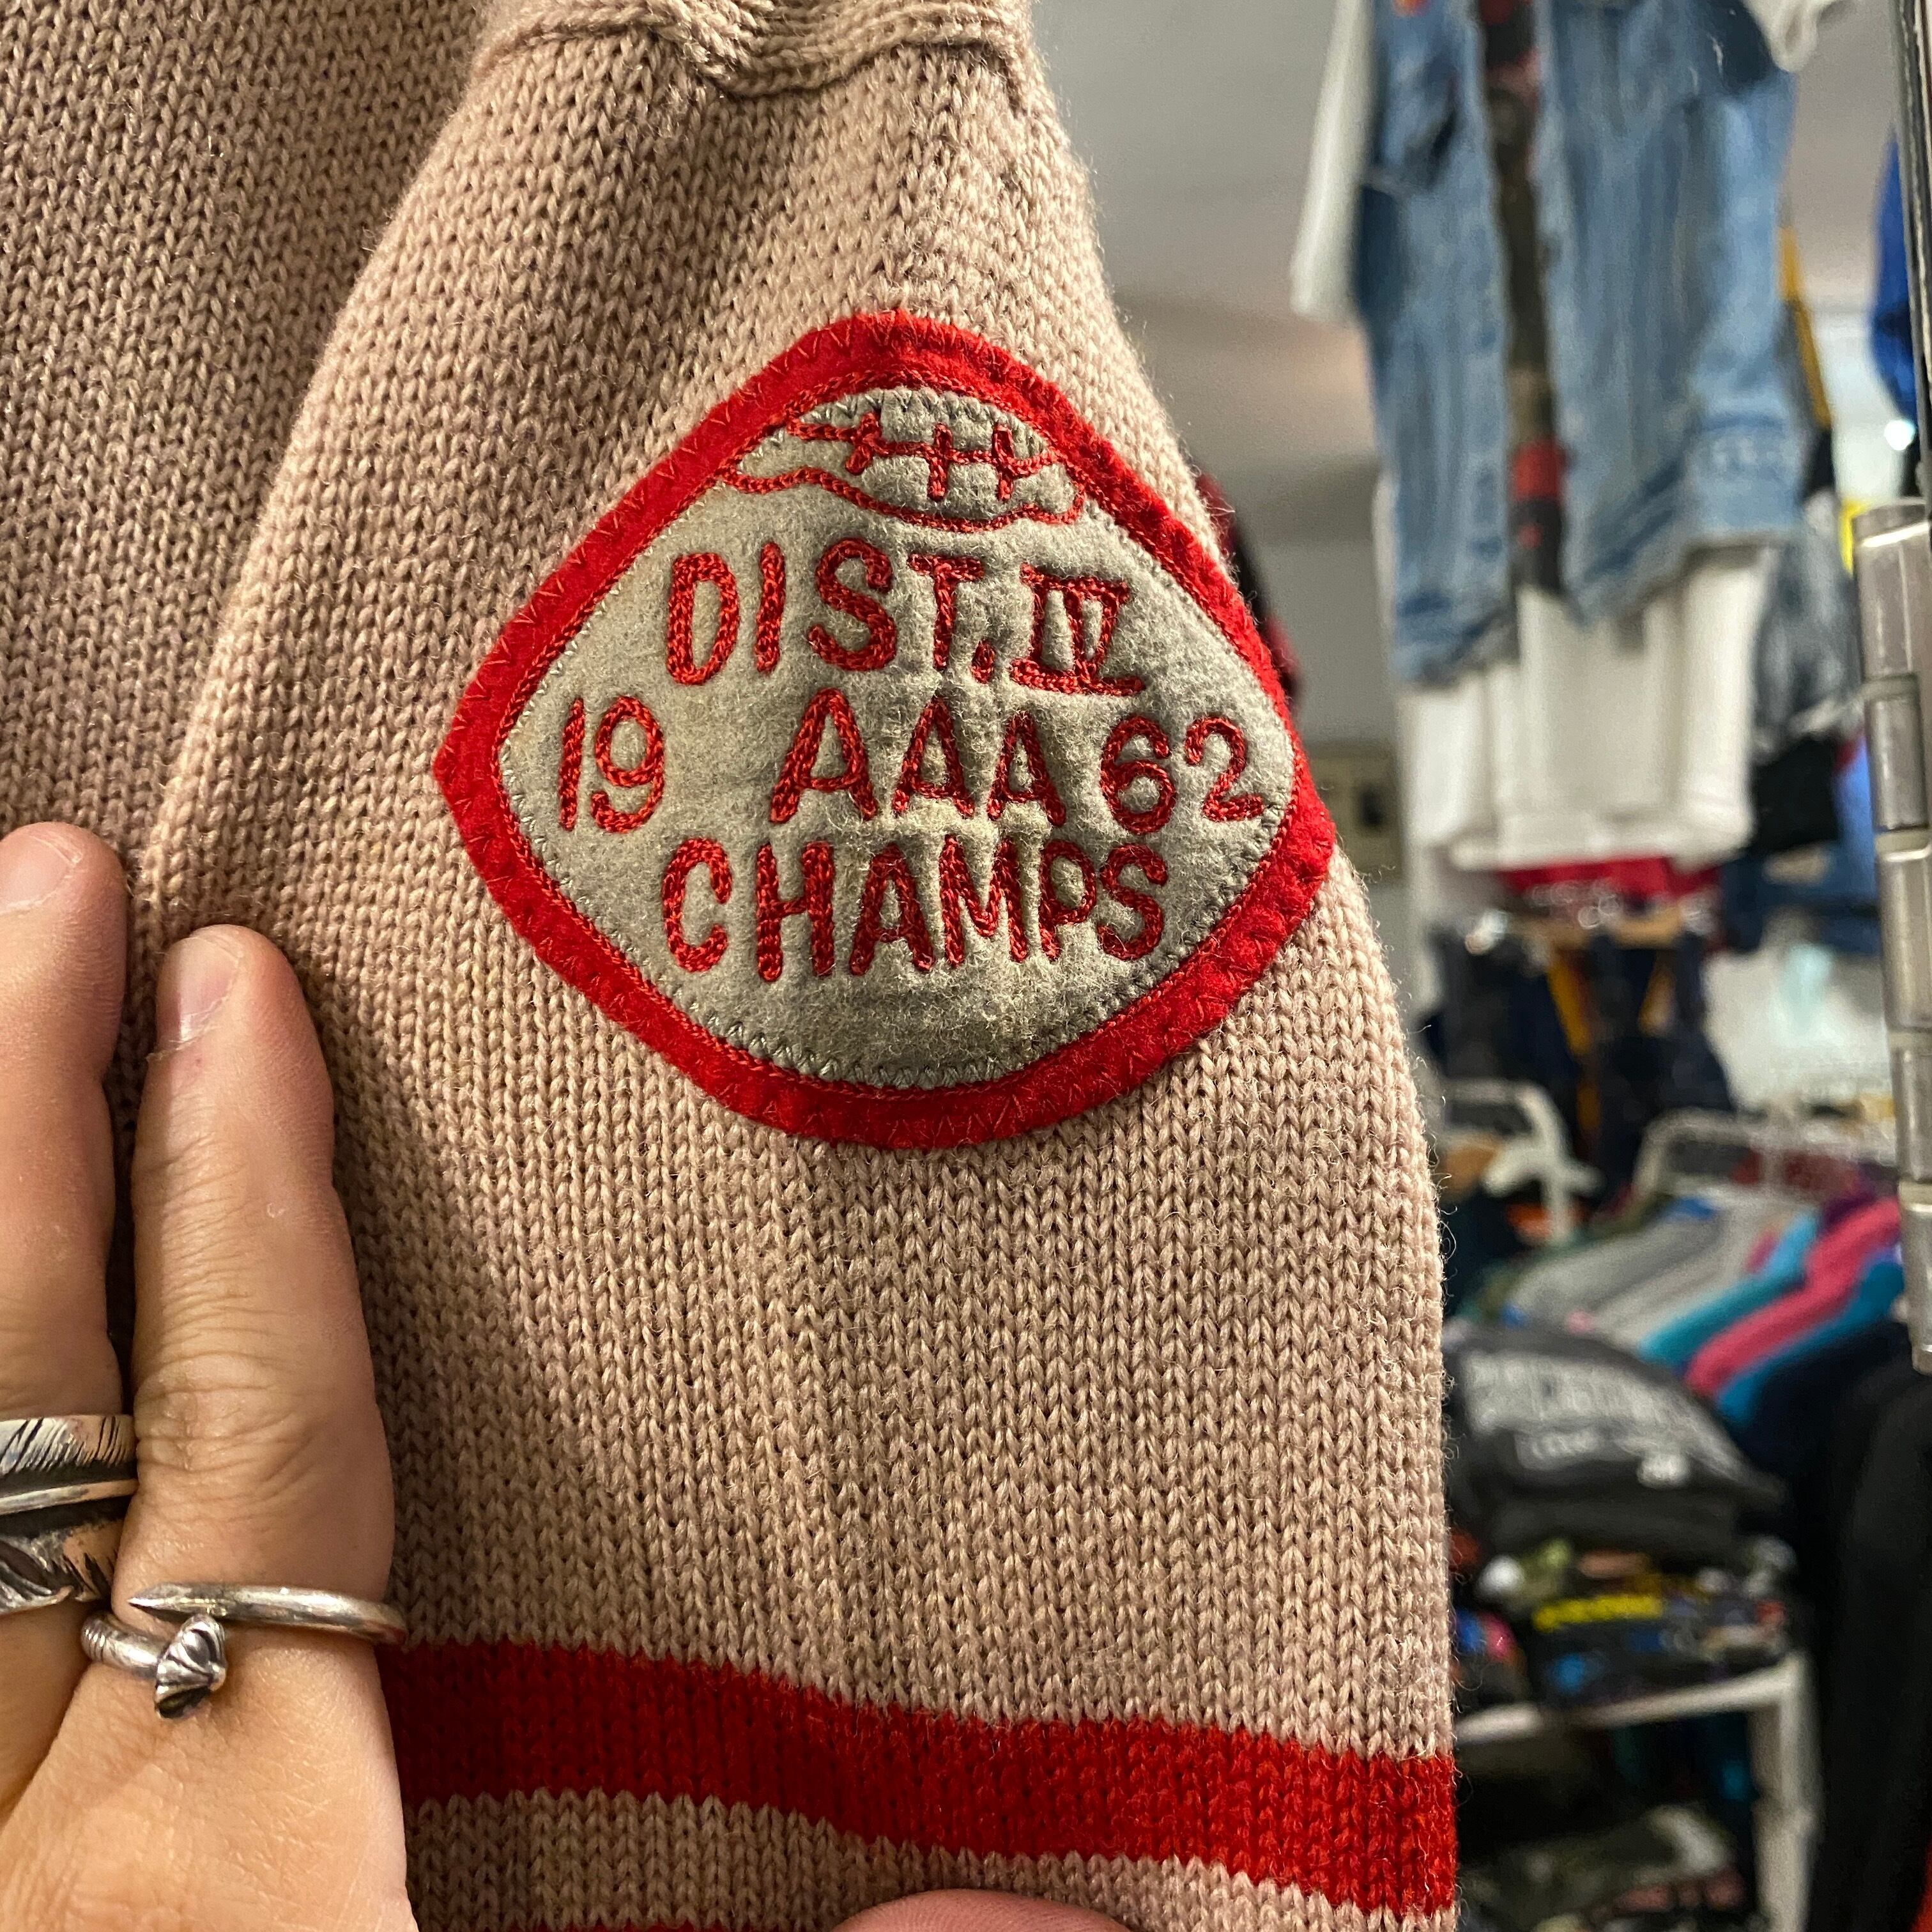 DIST. IV
19 AAA 62
CHAMPS